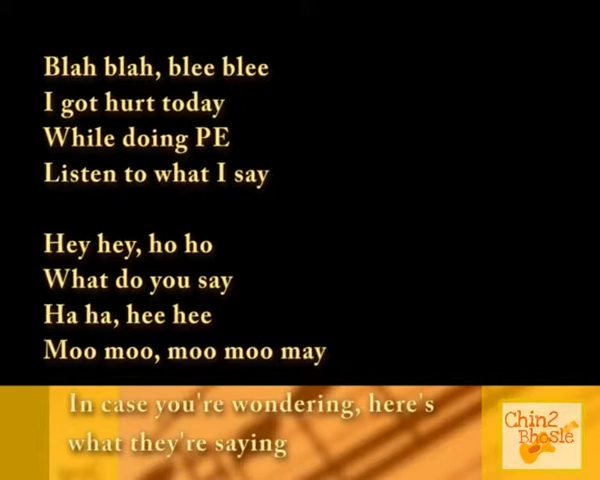 Blah blah, blee blee
I got hurt today
While doing PE
Listen to what I say
Hey hey, ho ho
What do you say
Ha ha, hee hee
Moo moo, moo moo may
In case you're wondering, here's
what they're saying
Chin2
Bhosle